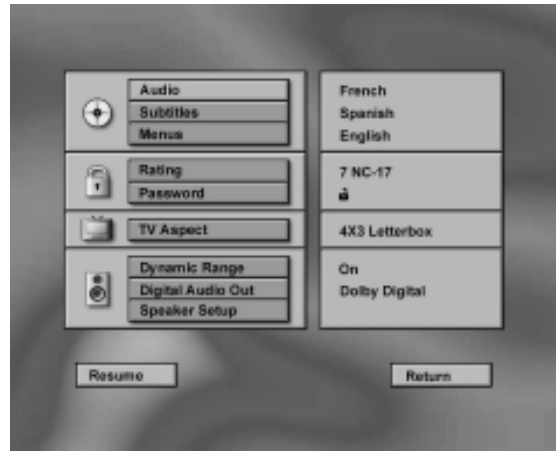 Audio French
Subtitles Spanish
Menus English
Rating 7 NC-17
Password
TV Aspect 4X3 Letterbox
Dynamic Range On
Digital Audio Out Dolby Digital
Speaker Setup
Resume Return